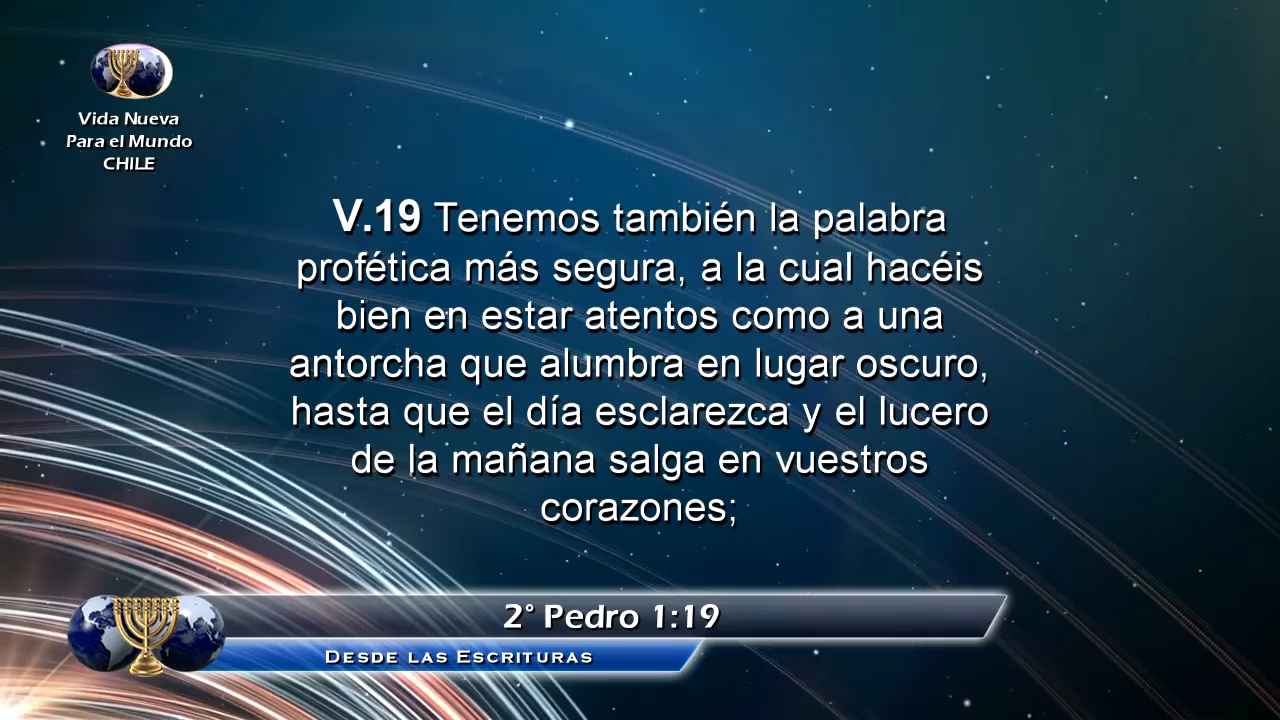 Vida Nueva
Para el Mundo
CHILE
V.19 Tenemos también la palabra
profética más segura, a la cual hacéis
bien en estar atentos como a una
antorcha que alumbra en lugar oscuro,
hasta que el día esclarezca y el lucero
de la mañana salga en vuestros
corazones;
2° Pedro 1:19
Desde las Escrituras